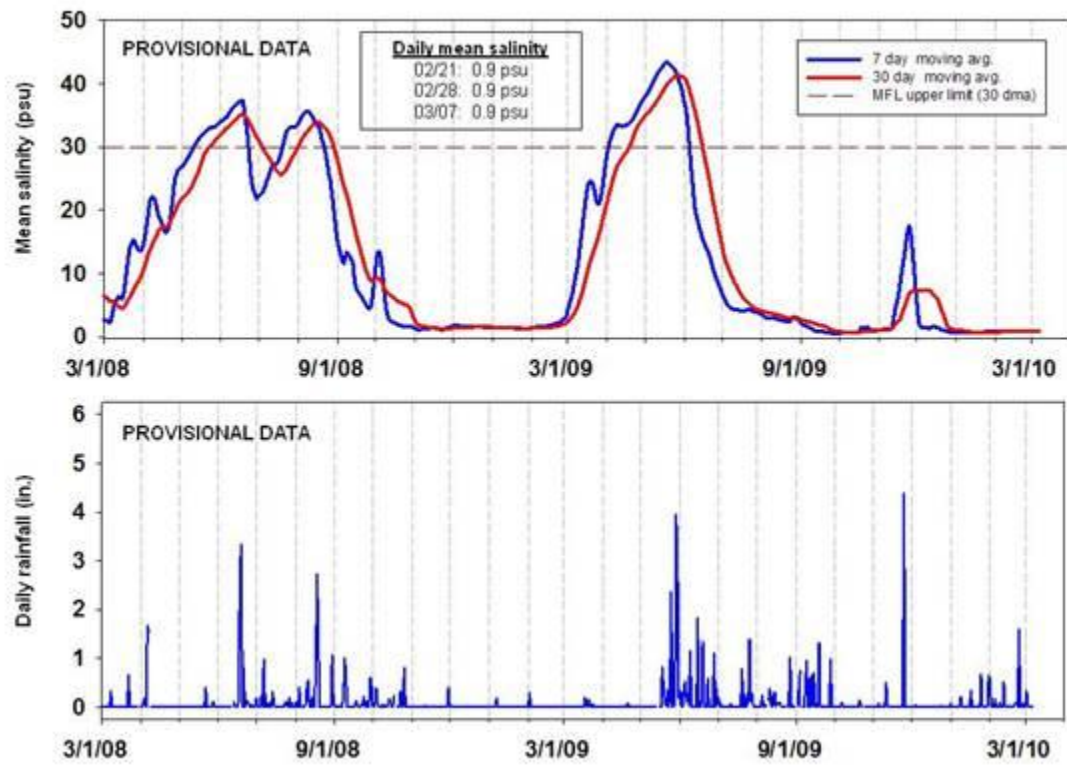 50
40
30
20
10
0
Mean salinity (psu)
PROVISIONAL DATA
Daily mean salinity
02/21: 0.9 psu
02/28: 0.9 psu
03/07: 0.9 psu
7 day moving avg.
30 day moving avg.
MFL upper limit (30 dma)
3/1/08
9/1/08
3/1/09
9/1/09
3/1/10
6
5
4
3
2
1
0
Daily rainfall (in.)
PROVISIONAL DATA
3/1/08
9/1/08
3/1/09
9/1/09
3/1/10